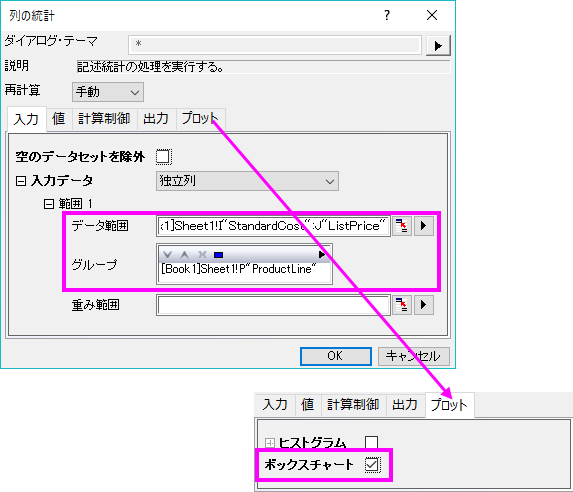 列の統計
ダイアログ・テーマ *
説明 記述統計の処理を実行する。
再計算 手動
入力 値 計算制御 出力 プロット
空のデータセットを除外
入力データ 独立列
範囲 1
データ範囲 :1]Sheet1!I"StandardCost":J"ListPrice"
グループ
[Book1]Sheet1!P"ProductLine"
重み範囲
OK キャンセル
入力 値 計算制御 出力 プロット
ヒストグラム
ボックスチャート